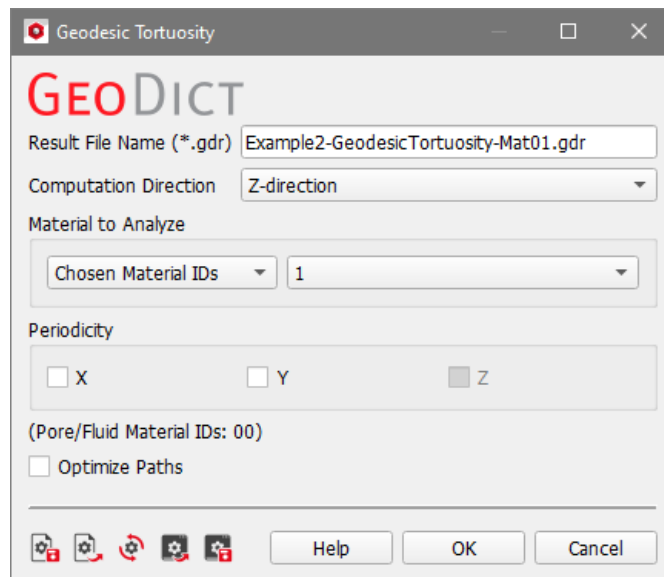 Geodesic Tortuosity
GEODICT
Result File Name (*.gdr) Example2-GeodesicTortuosity-Mat01.gdr
Computation Direction Z-direction
Material to Analyze
Chosen Material IDs 1
Periodicity
X Y Z
(Pore/Fluid Material IDs: 00)
Optimize Paths
Help OK Cancel